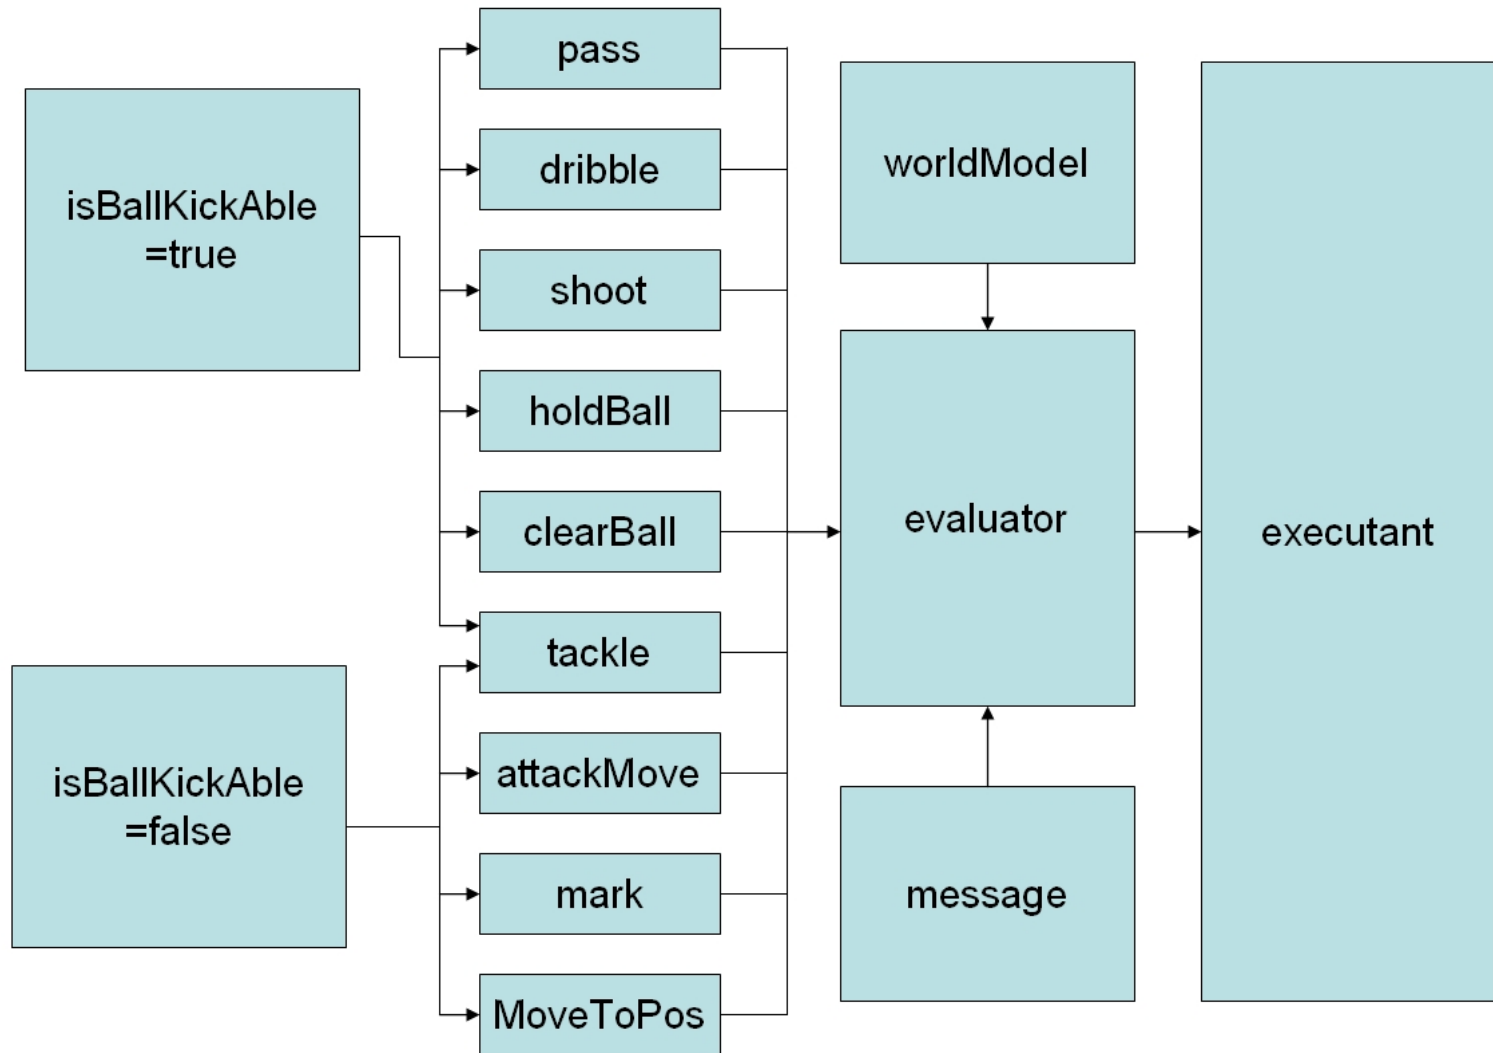 isBallKickAble
=true
isBallKickAble
=false
pass
dribble
shoot
holdBall
clearBall
tackle
attackMove
mark
MoveToPos
worldModel
evaluator
message
executant